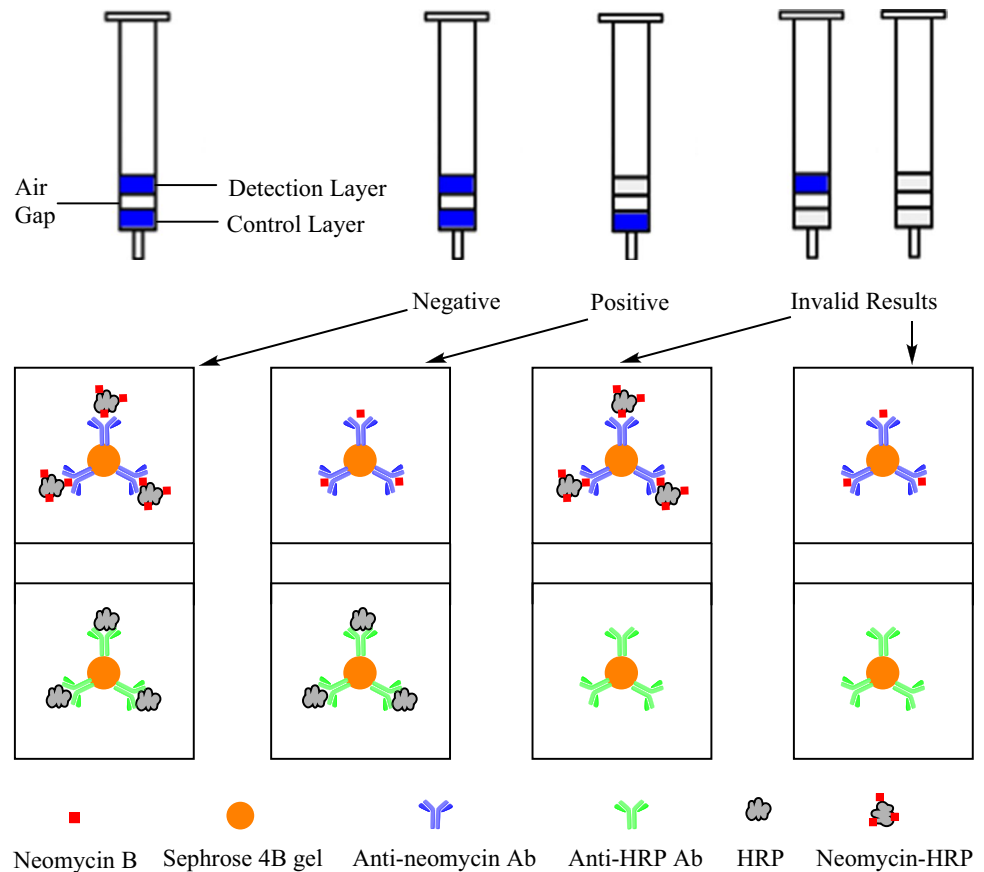 Air
Gap
Detection Layer
Control Layer
Negative
Positive
Invalid Results
Neomycin B
Sephrose 4B gel
Anti-neomycin Ab
Anti-HRP Ab
HRP
Neomycin-HRP